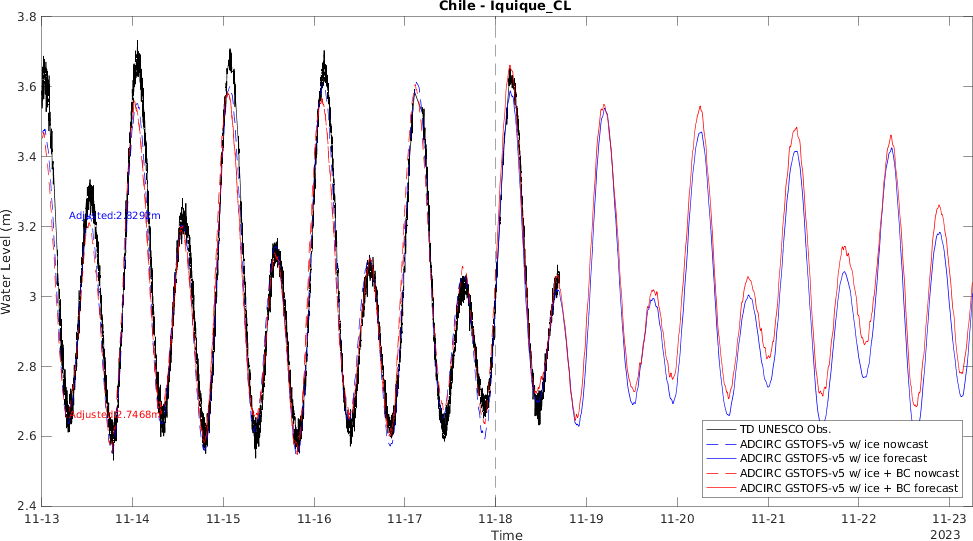 Chile - Iquique_CL
3.8
3.6
3.4
3.2
3
2.8
2.6
2.4
Water Level (m)
Adjusted:2.8292m
Adjusted:2.7468m
TD UNESCO Obs.
ADCIRC GSTOFS-v5 w/ ice nowcast
ADCIRC GSTOFS-v5 w/ ice forecast
ADCIRC GSTOFS-v5 w/ ice + BC nowcast
ADCIRC GSTOFS-v5 w/ ice + BC forecast
11-13 11-14 11-15 11-16 11-17 11-18 11-19 11-20 11-21 11-22 11-23
Time
2023